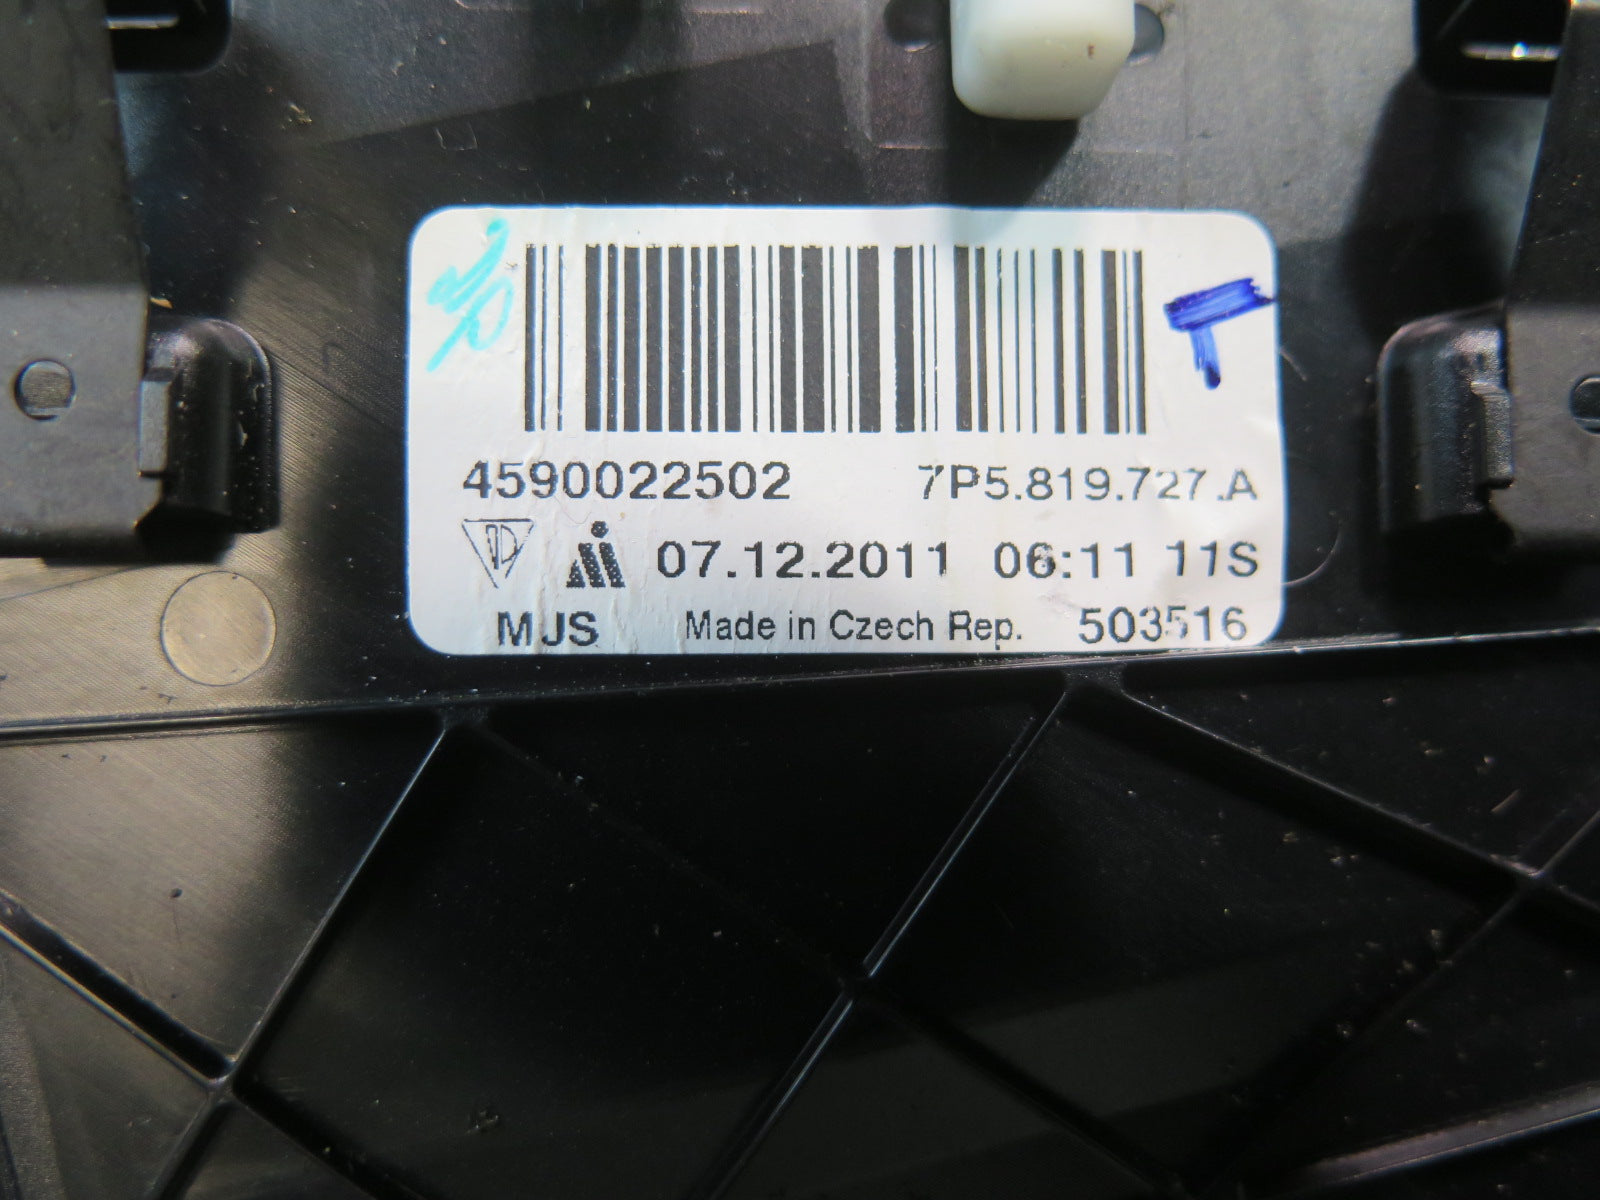 4590022502 7P5.819.727.A
07.12.2011 06:11 11S
MJS Made in Czech Rep. 503516
T